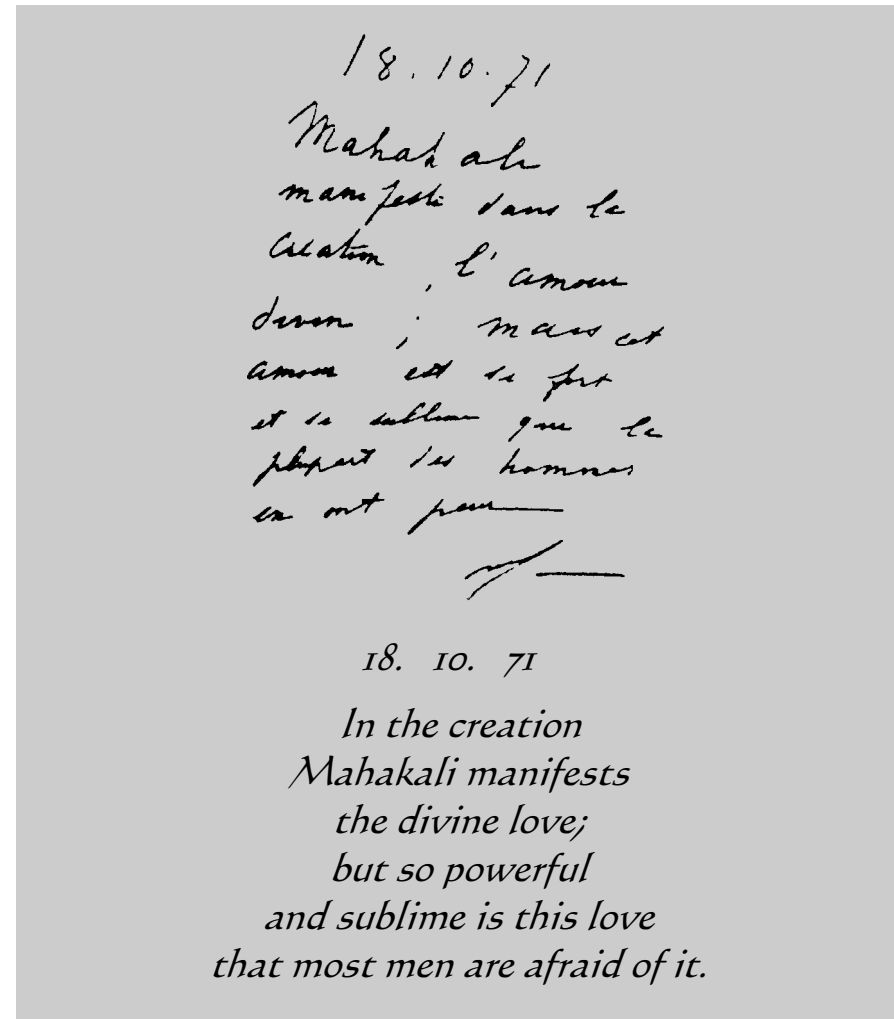 18.10.71
Mahakali
manifeste dans la
création, l'amour
divin ; mais cet
amour est si fort
et si sublime que la
plupart des hommes
en ont peur
18. 10. 71
In the creation
Mahakali manifests
the divine love;
but so powerful
and sublime is this love
that most men are afraid of it.